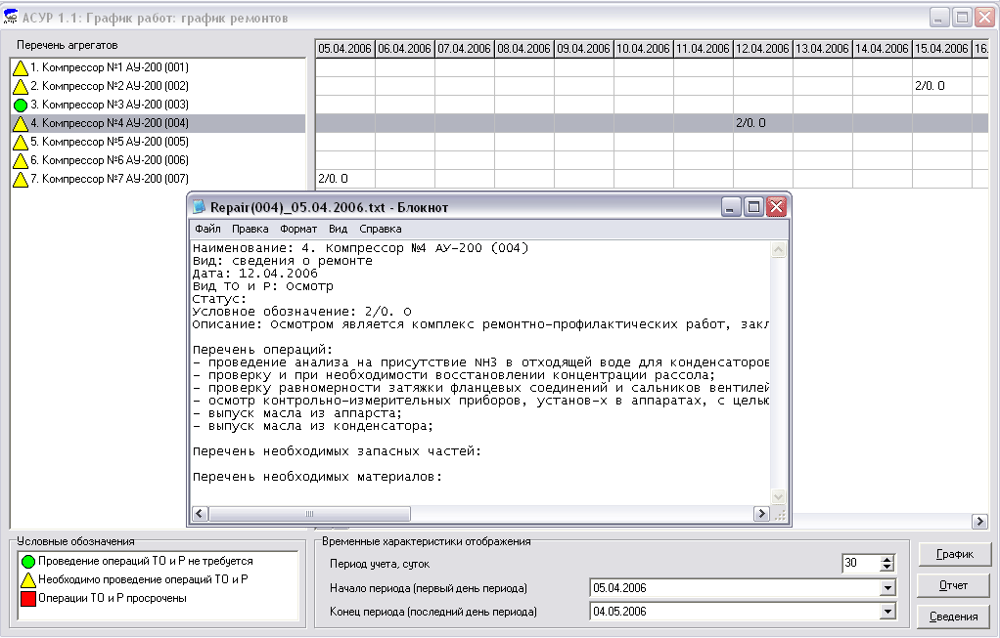 АСУР 1.1: График работ: график ремонтов
Перечень агрегатов
05.04.2006 06.04.2006 07.04.2006 08.04.2006 09.04.2006 10.04.2006 11.04.2006 12.04.2006 13.04.2006 14.04.2006 15.04.2006 16.
1. Компрессор №1 АУ-200 (001)
2. Компрессор №2 АУ-200 (002) 2/0. О
3. Компрессор №3 АУ-200 (003)
4. Компрессор №4 АУ-200 (004) 2/0. О
5. Компрессор №5 АУ-200 (005)
6. Компрессор №6 АУ-200 (006)
7. Компрессор №7 АУ-200 (007) 2/0. О
Repair(004)_05.04.2006.txt - Блокнот
Файл Правка Формат Вид Справка
Наименование: 4. Компрессор №4 АУ-200 (004)
Вид: сведения о ремонте
Дата: 12.04.2006
Вид ТО и Р: Осмотр
Статус:
Условное обозначение: 2/0. О
Описание: Осмотром является комплекс ремонтно-профилактических работ, закл
Перечень операций:
- проведение анализа на присутствие NH3 в отходящей воде для конденсаторов
- проверку и при необходимости восстановлении концентрации рассола;
- проверку равномерности затяжки фланцевых соединений и сальников вентилей
- осмотр контрольно-измерительных приборов, установ-х в аппаратах, с целью
- выпуск масла из аппарста;
- выпуск масла из конденсатора;
Перечень необходимых запасных частей:
Перечень необходимых материалов:
Условные обозначения
Проведение операций ТО и Р не требуется
Необходимо проведение операций ТО и Р
Операции ТО и Р просрочены
Временные характеристики отображения
Период учета, суток 30
Начало периода (первый день периода) 05.04.2006
Конец периода (последний день периода) 04.05.2006
График
Отчет
Сведения